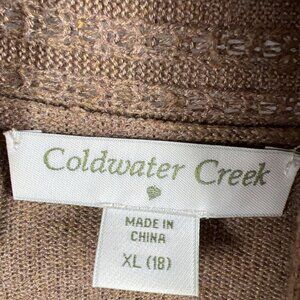 Coldwater Creek
MADE IN
CHINA
XL (18)